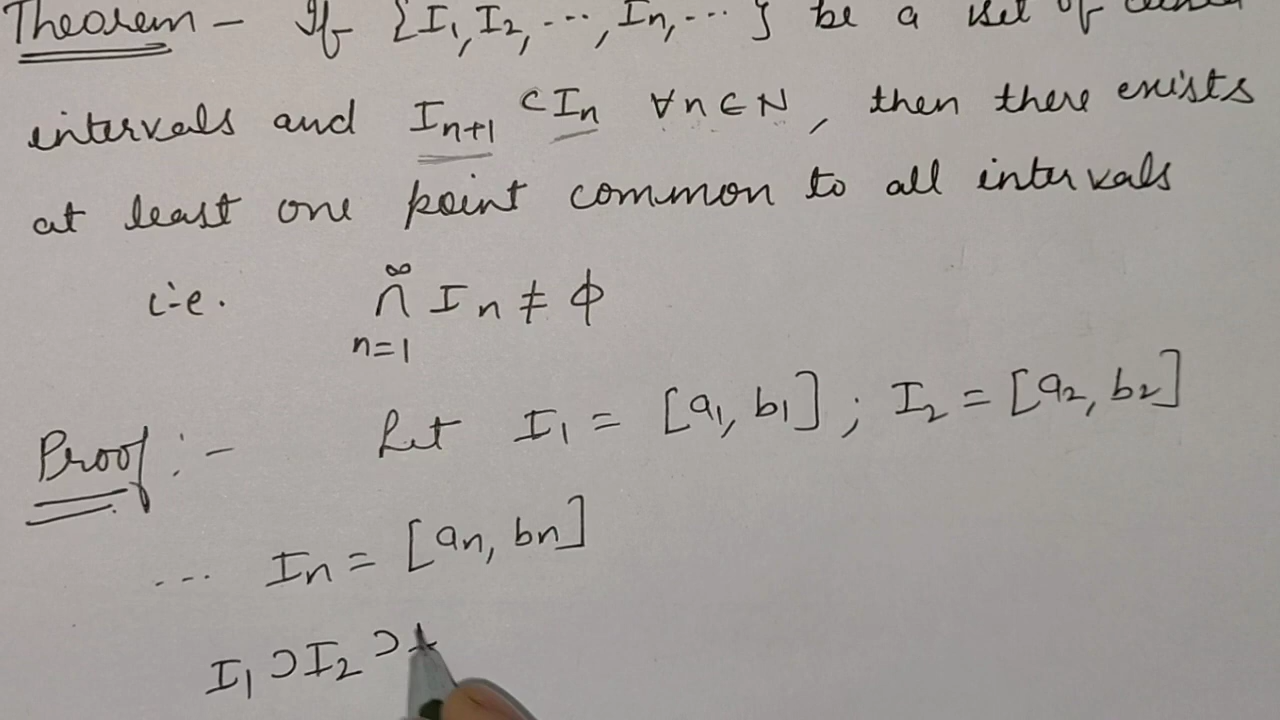 Theorem - If {I1, I2, ..., In, ...} be a set of closed
intervals and In+1 ⊂ In ∀ n ∈ N, then there exists
at least one point common to all intervals
i.e. ∞ ∩ n=1 In ≠ ϕ
Proof :- Let I1 = [a1, b1] ; I2 = [a2, b2]
... In = [an, bn]
I1 ⊃ I2 ⊃